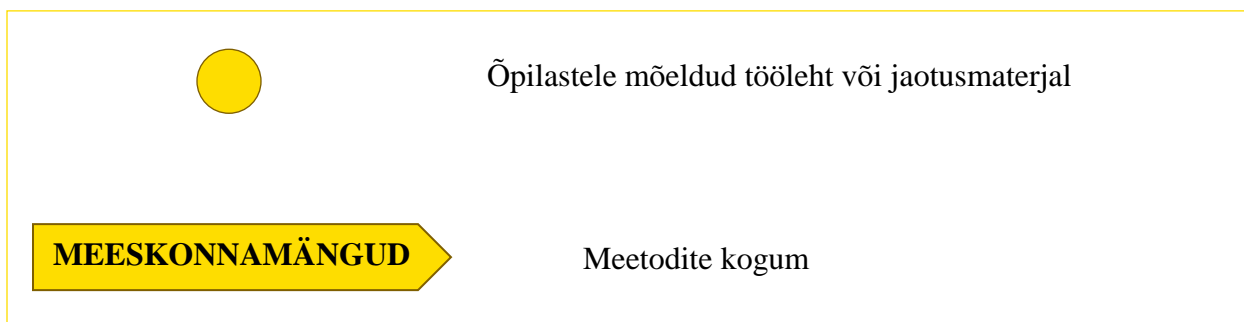 Õpilastele mõeldud tööleht või jaotusmaterjal
MEESKONNAMÄNGUD
Meetodite kogum